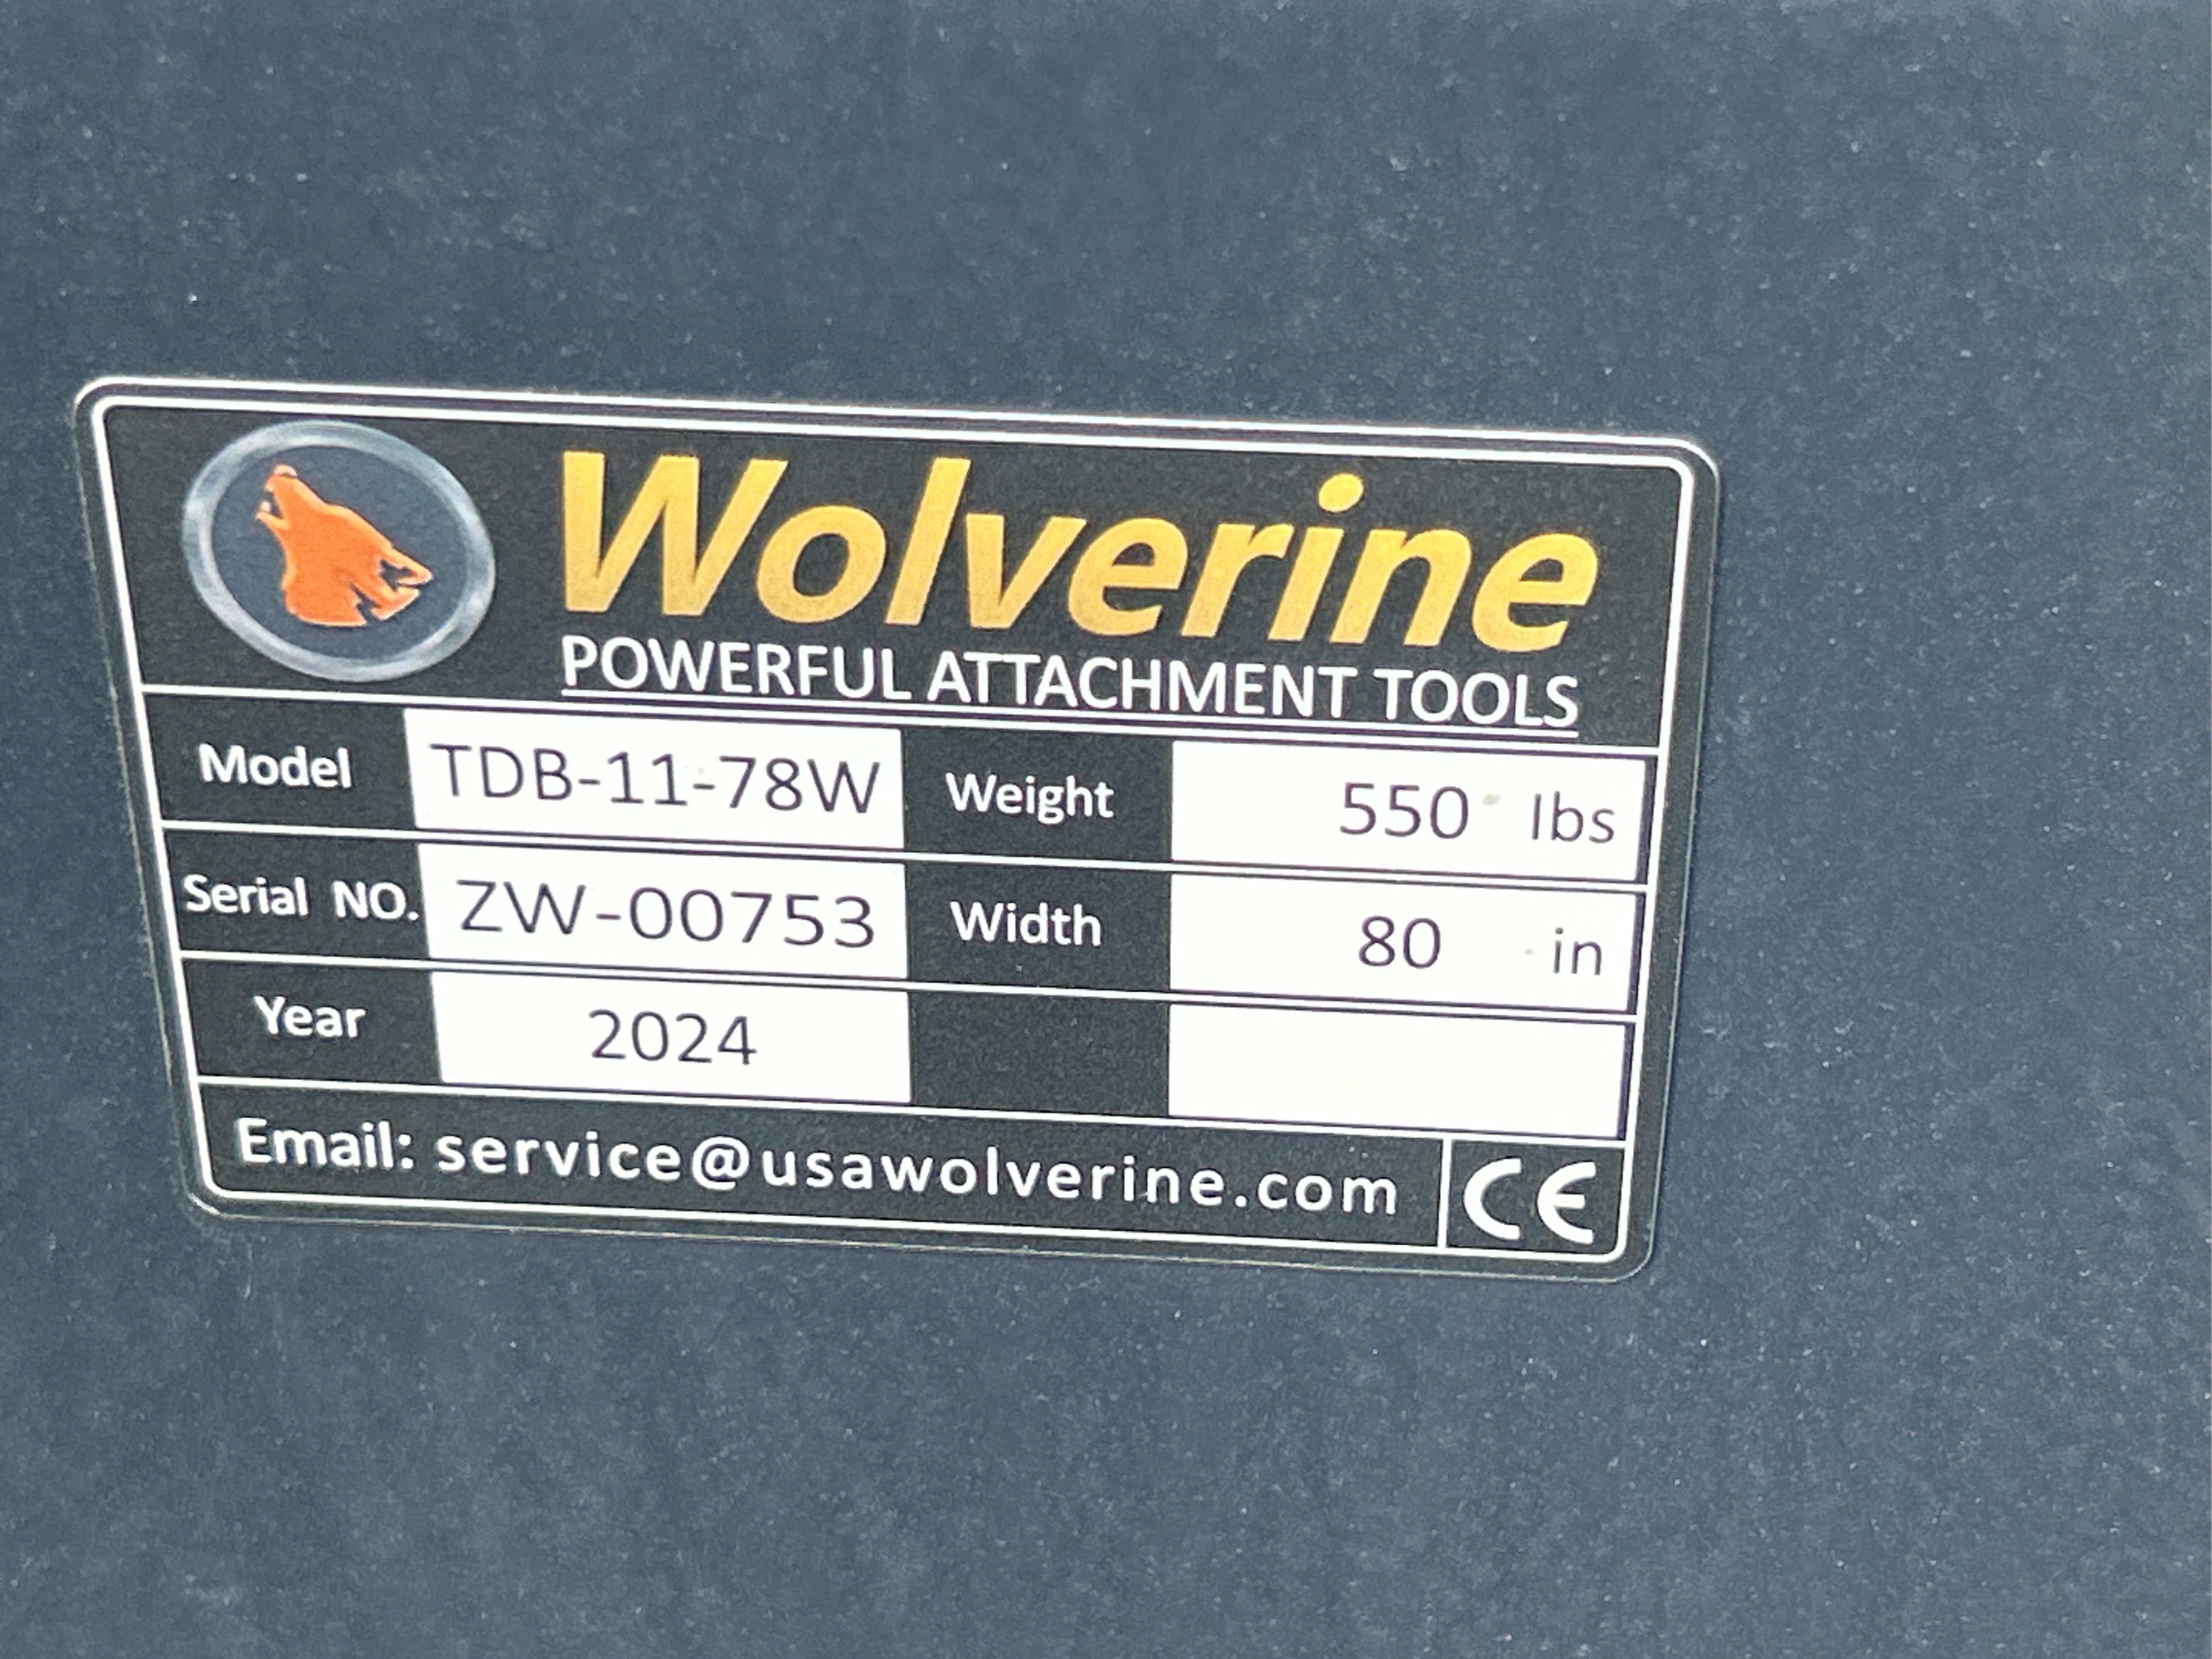 Wolverine
POWERFUL ATTACHMENT TOOLS
Model TDB-11-78W Weight 550 lbs
Serial NO. ZW-00753 Width 80 in
Year 2024
Email: service@usawolverine.com CE